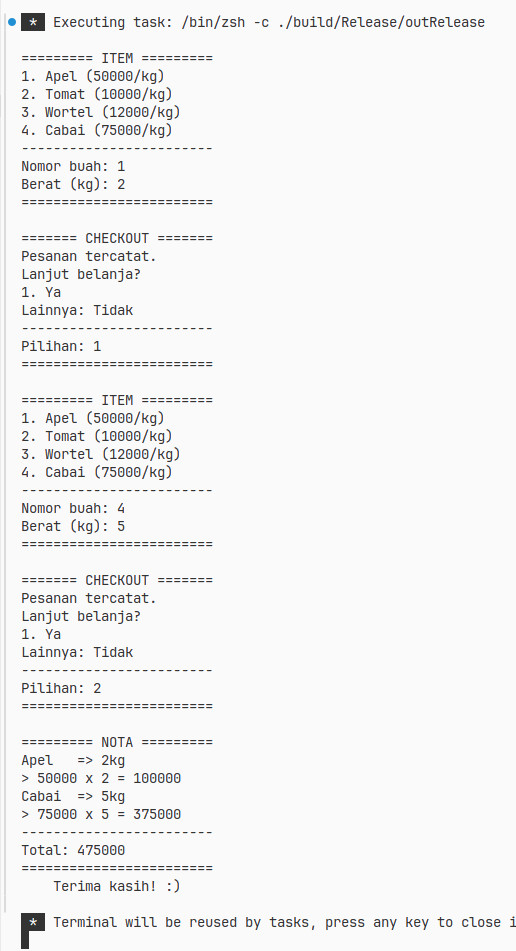 * Executing task: /bin/zsh -c ./build/Release/outRelease
========= ITEM =========
1. Apel (50000/kg)
2. Tomat (10000/kg)
3. Wortel (12000/kg)
4. Cabai (75000/kg)
------------------------
Nomor buah: 1
Berat (kg): 2
========================
======= CHECKOUT =======
Pesanan tercatat.
Lanjut belanja?
1. Ya
Lainnya: Tidak
------------------------
Pilihan: 1
========================
========= ITEM =========
1. Apel (50000/kg)
2. Tomat (10000/kg)
3. Wortel (12000/kg)
4. Cabai (75000/kg)
------------------------
Nomor buah: 4
Berat (kg): 5
========================
======= CHECKOUT =======
Pesanan tercatat.
Lanjut belanja?
1. Ya
Lainnya: Tidak
------------------------
Pilihan: 2
========================
========= NOTA =========
Apel   => 2kg
> 50000 x 2 = 100000
Cabai  => 5kg
> 75000 x 5 = 375000
------------------------
Total: 475000
========================
    Terima kasih! :)
* Terminal will be reused by tasks, press any key to close i